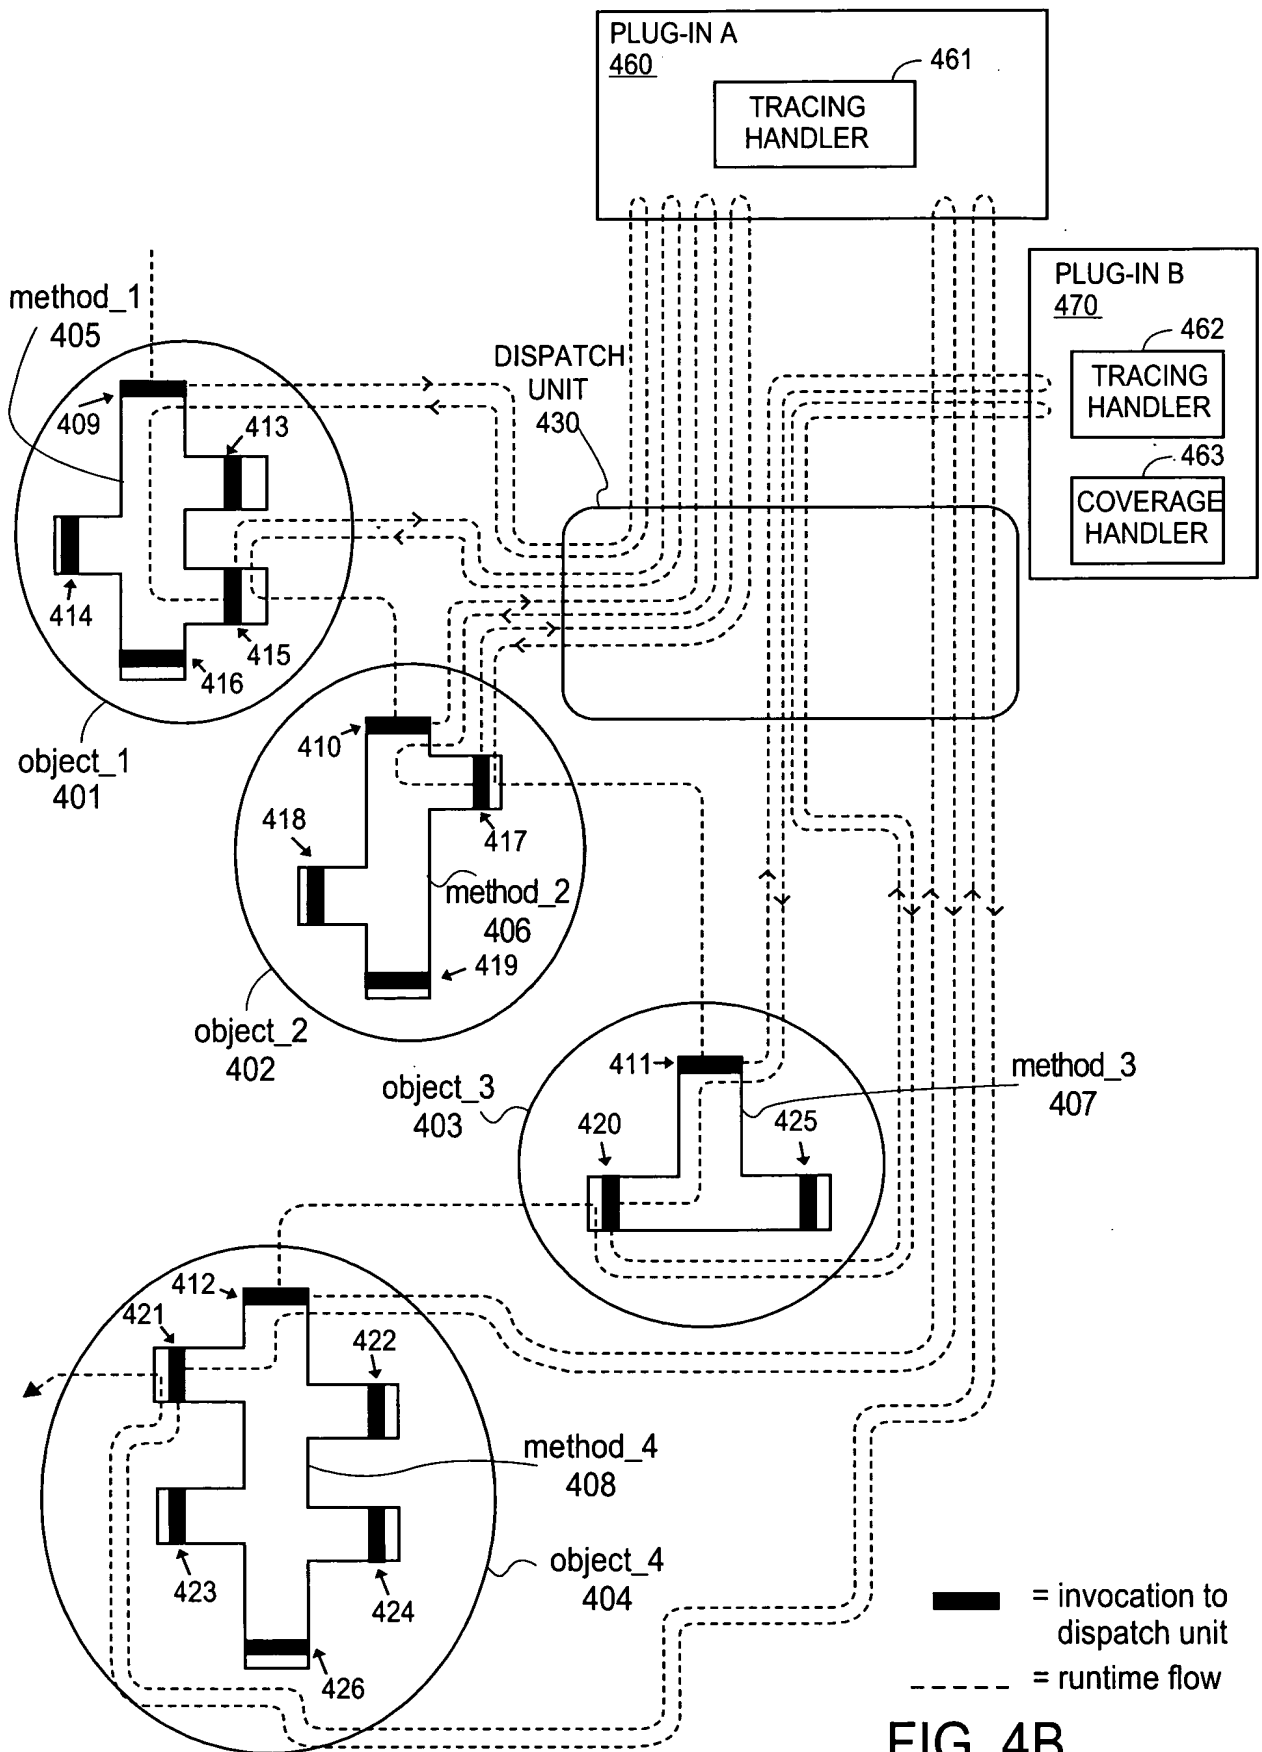 PLUG-IN A
460
461
TRACING
HANDLER
PLUG-IN B
470
462
TRACING
HANDLER
463
COVERAGE
HANDLER
method_1
405
DISPATCH
UNIT
430
409
413
414
415
416
object_1
401
410
417
418
method_2
406
419
object_2
402
411
method_3
407
object_3
403
420
425
412
421
422
method_4
408
423
424
object_4
404
426
= invocation to
dispatch unit
= runtime flow
FIG. 4B